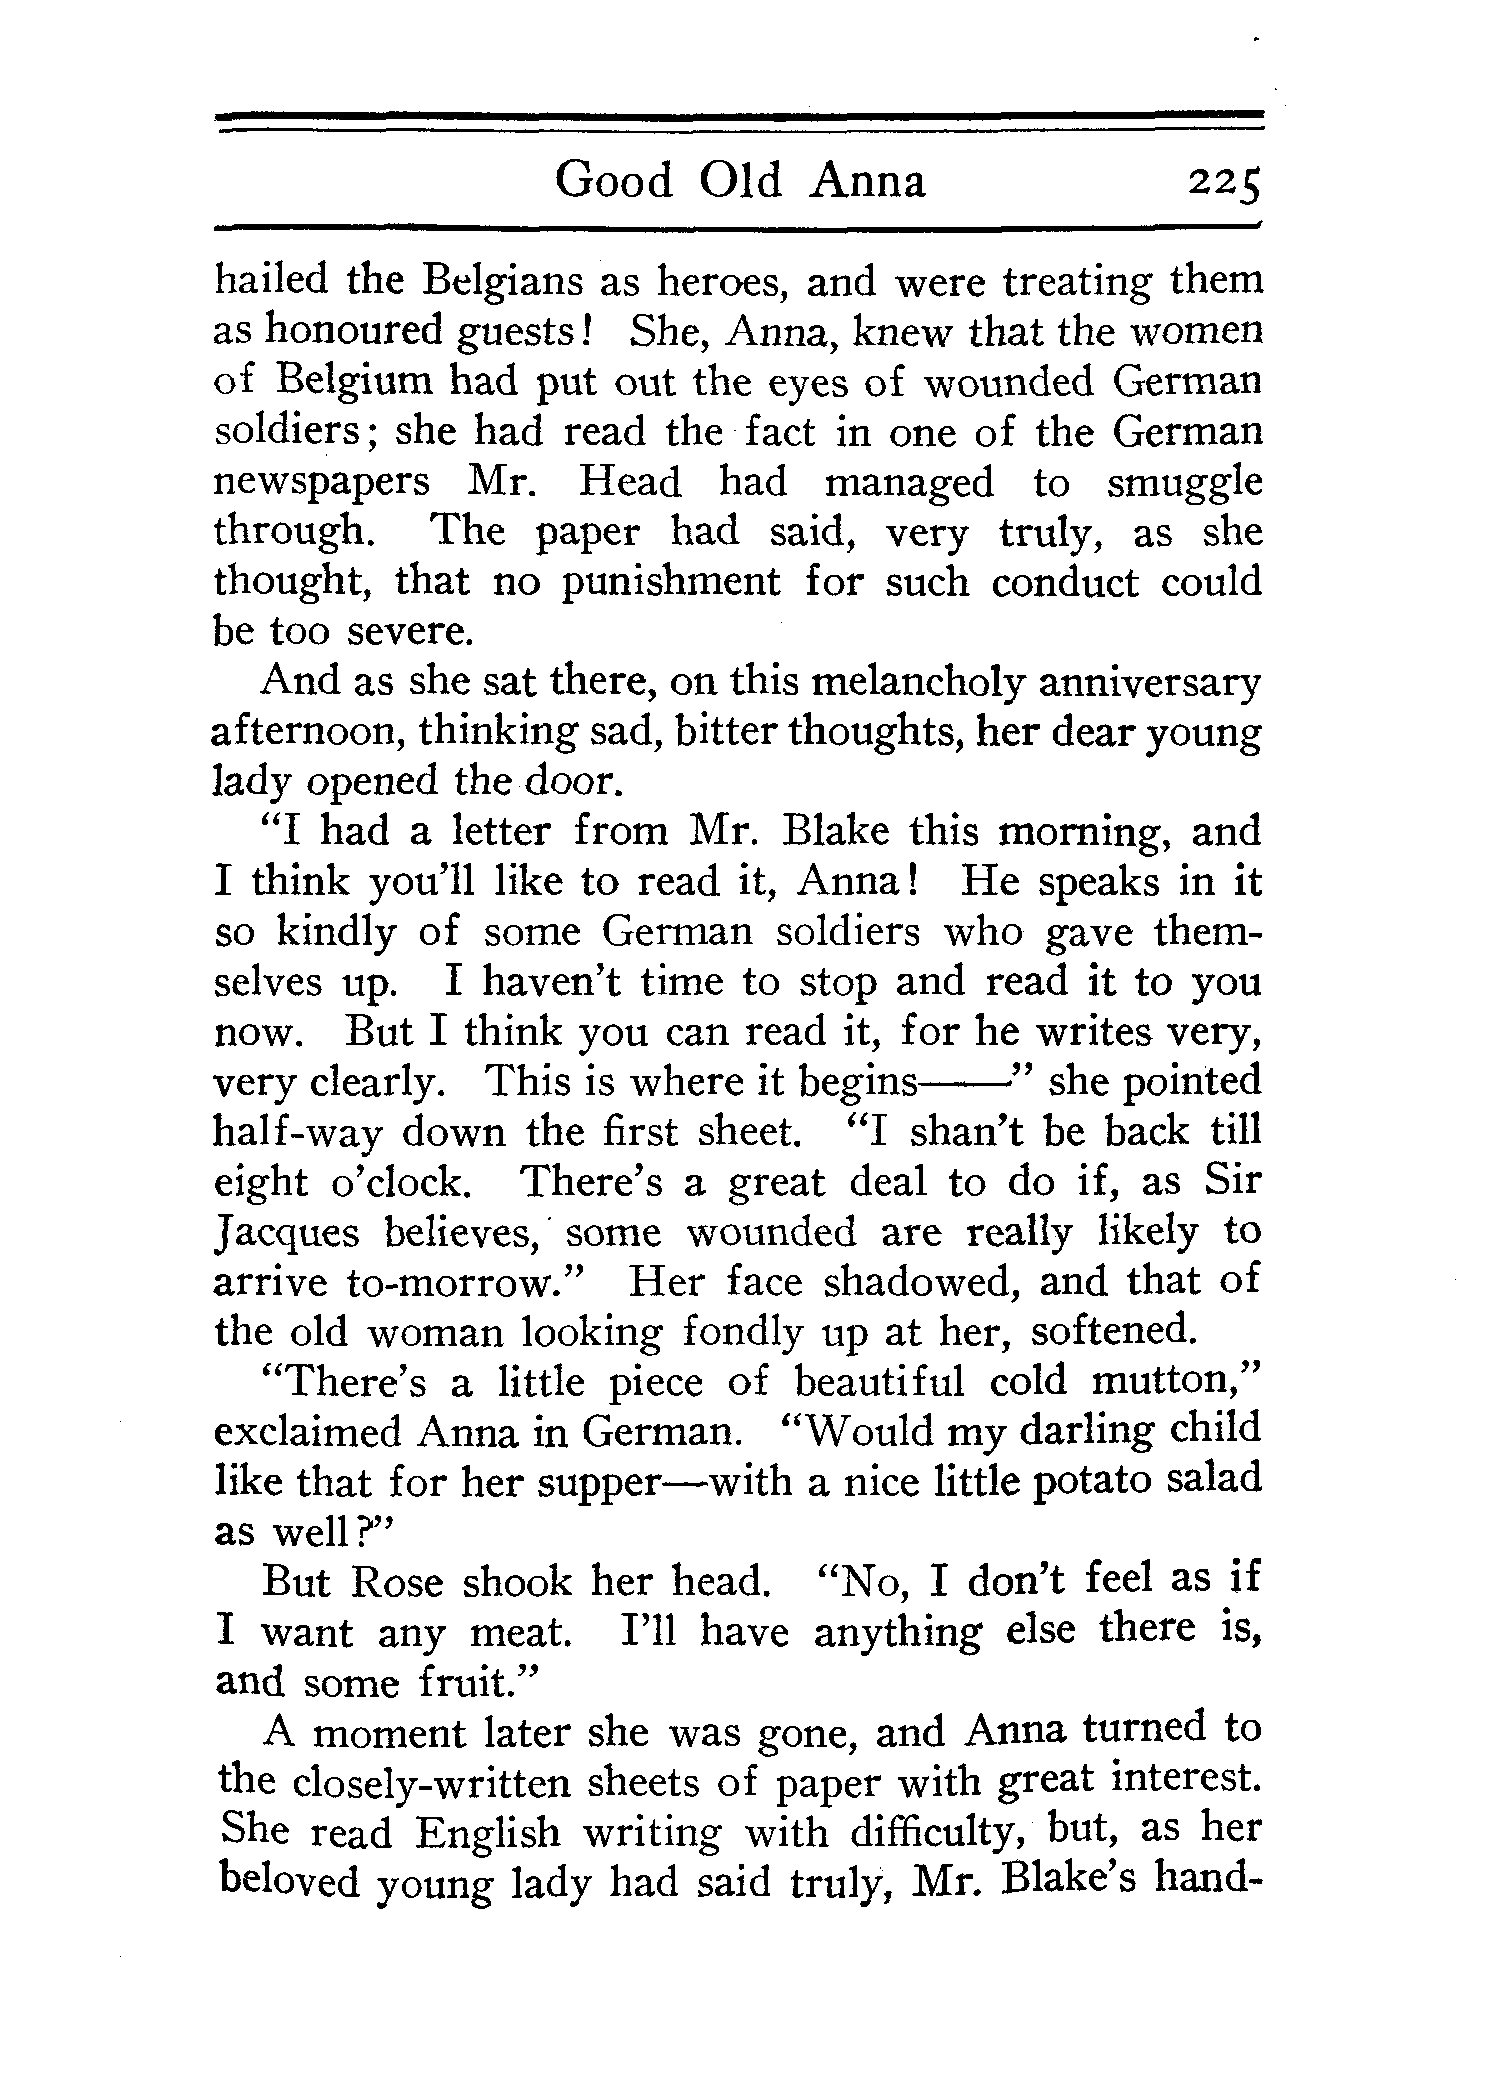 Good Old Anna 225
hailed the Belgians as heroes, and were treating them
as honoured guests! She, Anna, knew that the women
of Belgium had put out the eyes of wounded German
soldiers; she had read the fact in one of the German
newspapers Mr. Head had managed to smuggle
through. The paper had said, very truly, as she
thought, that no punishment for such conduct could
be too severe.
And as she sat there, on this melancholy anniversary
afternoon, thinking sad, bitter thoughts, her dear young
lady opened the door.
“I had a letter from Mr. Blake this morning, and
I think you’ll like to read it, Anna! He speaks in it
so kindly of some German soldiers who gave them-
selves up. I haven’t time to stop and read it to you
now. But I think you can read it, for he writes very,
very clearly. This is where it begins——” she pointed
half-way down the first sheet. “I shan’t be back till
eight o’clock. There’s a great deal to do if, as Sir
Jacques believes, some wounded are really likely to
arrive to-morrow.” Her face shadowed, and that of
the old woman looking fondly up at her, softened.
“There’s a little piece of beautiful cold mutton,”
exclaimed Anna in German. “Would my darling child
like that for her supper—with a nice little potato salad
as well?”
But Rose shook her head. “No, I don’t feel as if
I want any meat. I’ll have anything else there is,
and some fruit.”
A moment later she was gone, and Anna turned to
the closely-written sheets of paper with great interest.
She read English writing with difficulty, but, as her
beloved young lady had said truly, Mr. Blake’s hand-